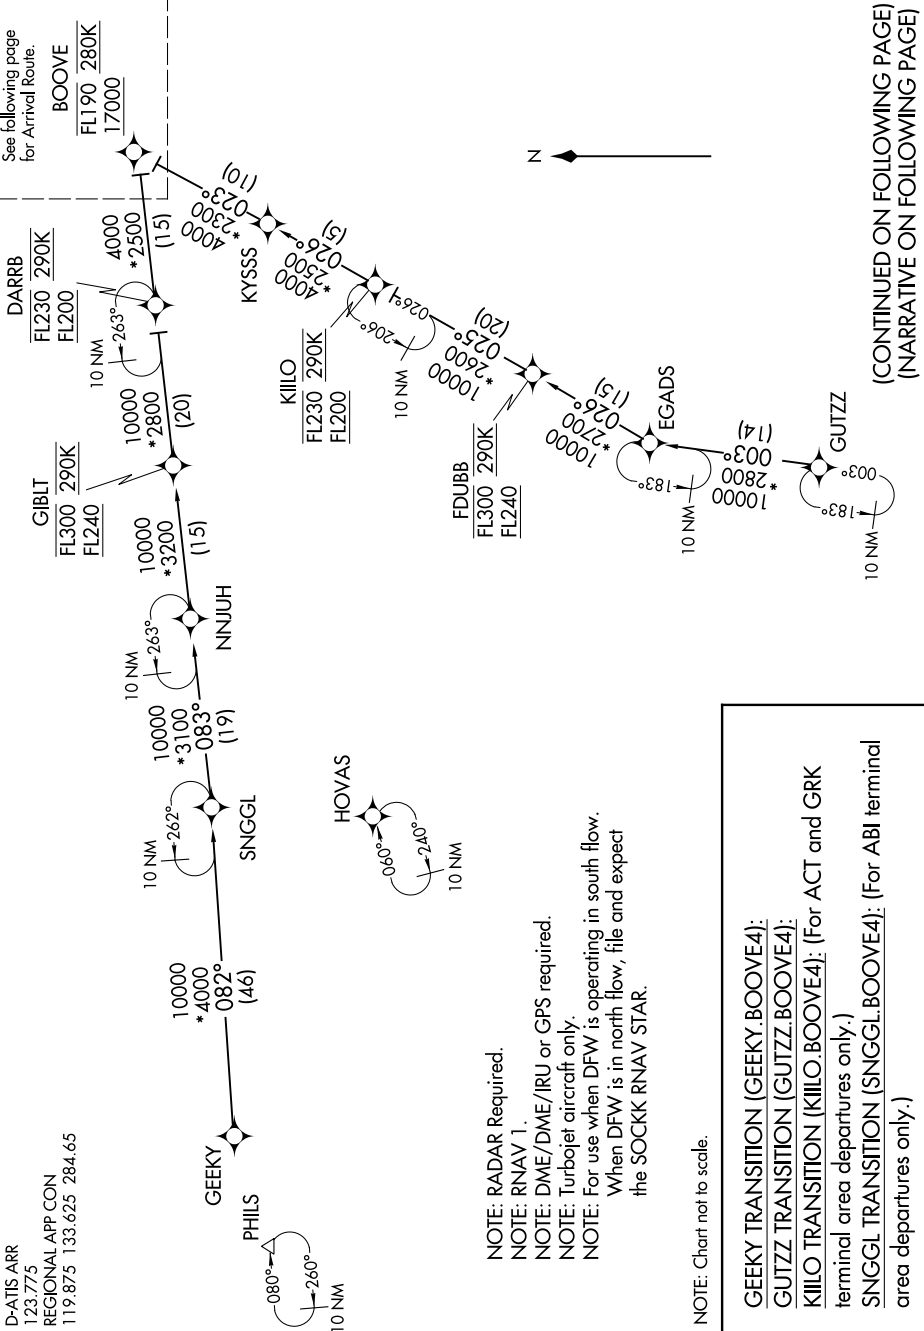 D-ATIS ARR
123.775
REGIONAL APP CON
119.875 133.625 284.65
See following page
for Arrival Route.
BOOVE
FL190 280K
17000
DARRB
FL230 290K
FL200
4000
*2500
(15)
10 NM
263°
10000
*2800
(20)
GIBLT
FL300 290K
FL240
10000
*3200
(15)
NNJUH
10 NM
263°
10000
*3100
083°
(19)
SNGGL
10 NM
262°
10000
*4000
082°
(46)
GEEKY
PHILS
080°
260°
10 NM
HOVAS
060°
240°
10 NM
N
4000
*2300
023°
(10)
KYSSS
4000
*2500
026°
(5)
KIILO
FL230 290K
FL200
206°
026°
10 NM
10000
*2600
025°
(20)
FDUBB
FL300 290K
FL240
10000
*2700
026°
(15)
EGADS
183°
10 NM
10000
*2800
003°
(14)
GUTZZ
003°
183°
10 NM
NOTE: RADAR Required.
NOTE: RNAV 1.
NOTE: DME/DME/IRU or GPS required.
NOTE: Turbojet aircraft only.
NOTE: For use when DFW is operating in south flow.
When DFW is in north flow, file and expect
the SOCKK RNAV STAR.
NOTE: Chart not to scale.
GEEKY TRANSITION (GEEKY.BOOVE4):
GUTZZ TRANSITION (GUTZZ.BOOVE4):
KIILO TRANSITION (KIILO.BOOVE4): (For ACT and GRK
terminal area departures only.)
SNGGL TRANSITION (SNGGL.BOOVE4): (For ABI terminal
area departures only.)
(CONTINUED ON FOLLOWING PAGE)
(NARRATIVE ON FOLLOWING PAGE)